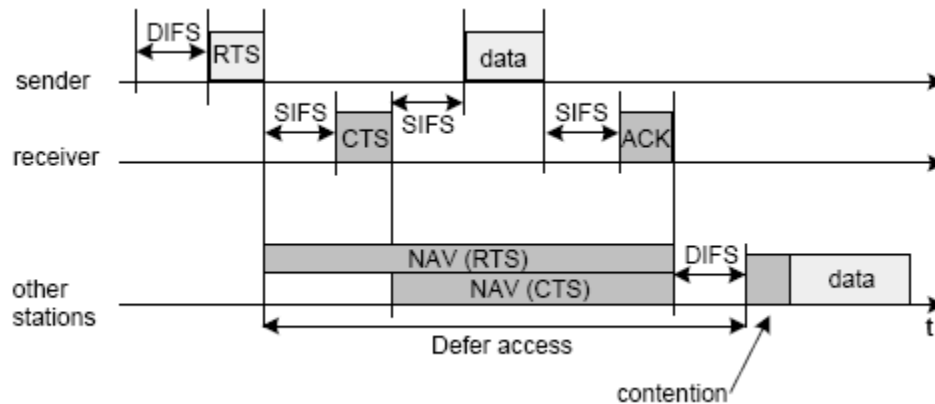 DIFS
RTS
data
sender
SIFS
SIFS
SIFS
CTS
ACK
receiver
NAV (RTS)
DIFS
NAV (CTS)
data
other
stations
t
Defer access
contention